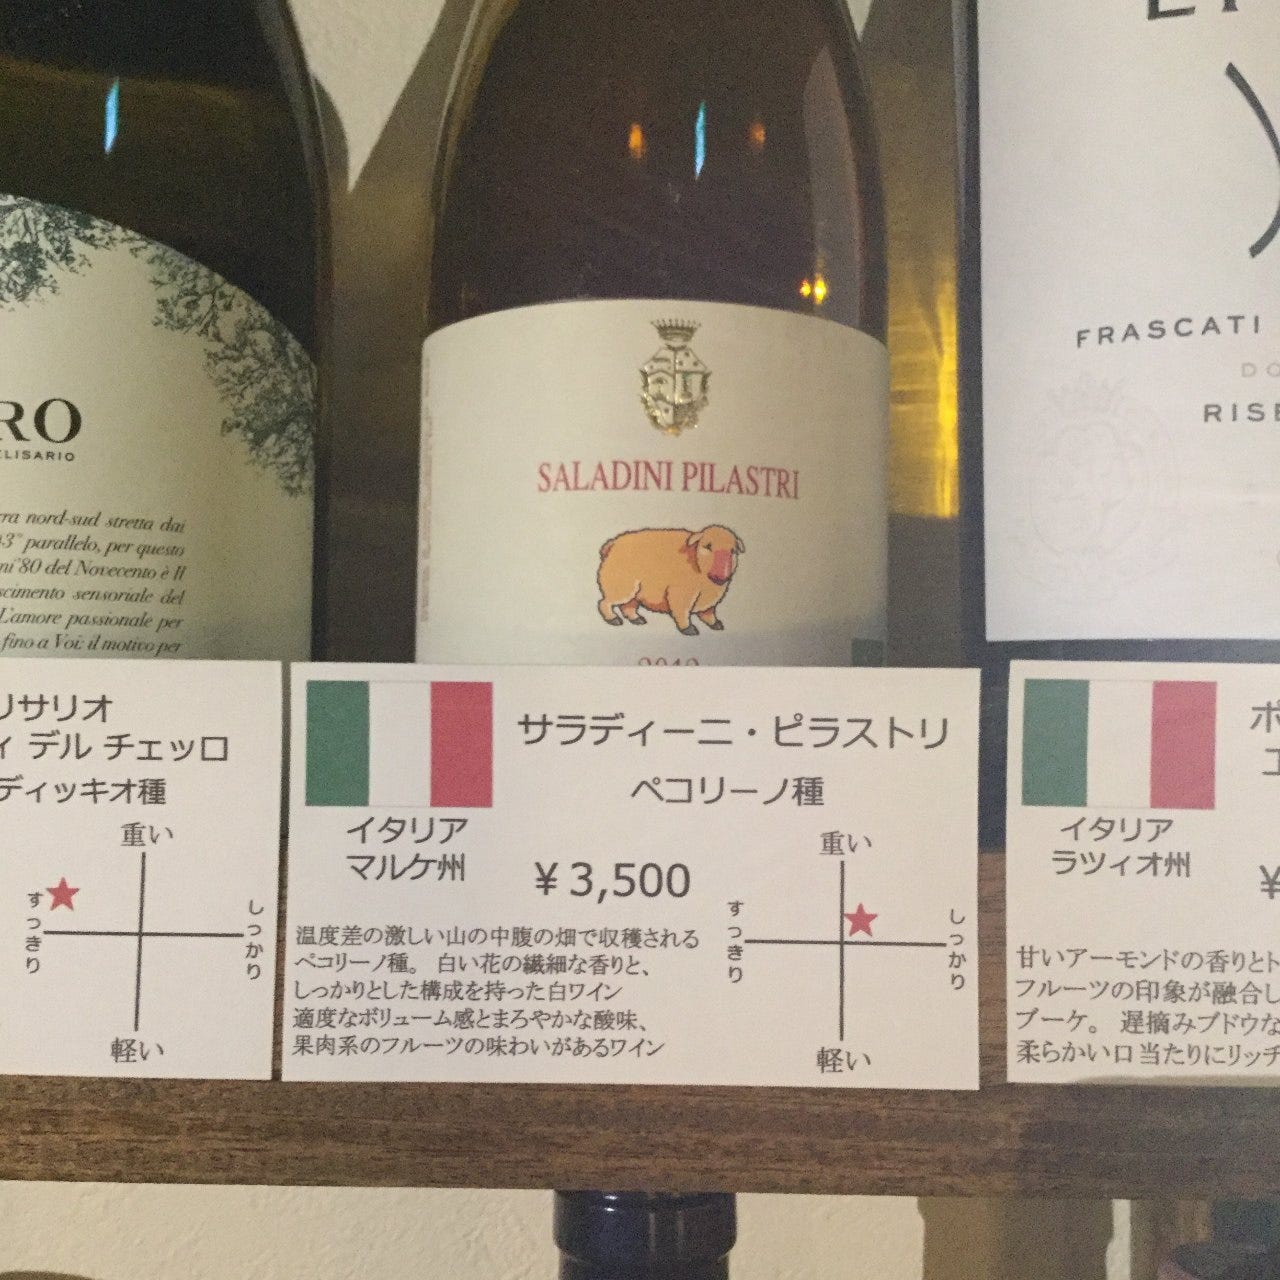 RO
ELISARIO
rra nord-sud stretta dai
43° parallelo, per questo
ni '80 del Novecento è Il
scimento sensoriale del
L'amore passionale per
fino a Voi: il motivo per
SALADINI PILASTRI
FRASCATI
DO
RISE
リサリオ
ィ デル チェッロ
ディッキオ種
重い
すっきり
しっかり
軽い
サラディーニ・ピラストリ
ペコリーノ種
イタリア
マルケ州
¥3,500
温度差の激しい山の中腹の畑で収穫される
ペコリーノ種。 白い花の繊細な香りと、
しっかりとした構成を持った白ワイン
適度なボリューム感とまろやかな酸味、
果肉系のフルーツの味わいがあるワイン
重い
すっきり
しっかり
軽い
イタリア
ラツィオ州
¥
甘いアーモンドの香りとト
フルーツの印象が融合し
ブーケ。 遅摘みブドウな
柔らかい口当たりにリッチ